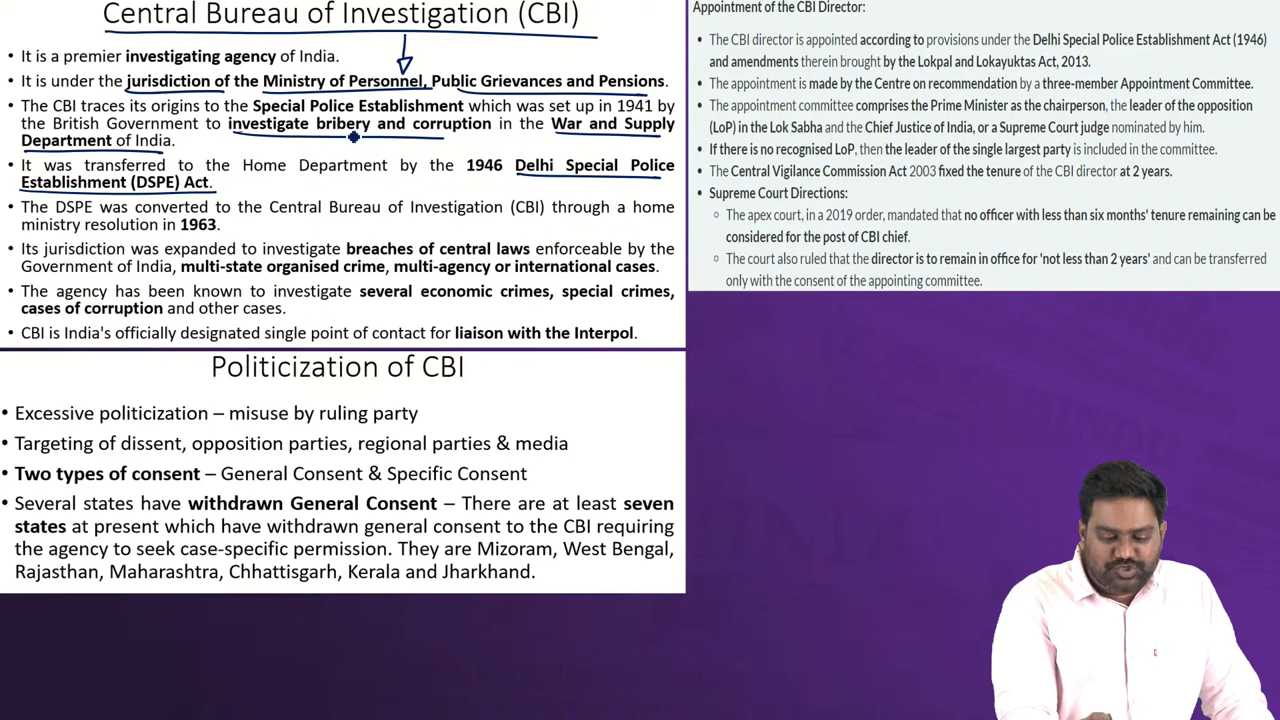 Central Bureau of Investigation (CBI)
• It is a premier investigating agency of India.
• It is under the jurisdiction of the Ministry of Personnel, Public Grievances and Pensions.
• The CBI traces its origins to the Special Police Establishment which was set up in 1941 by
the British Government to investigate bribery and corruption in the War and Supply
Department of India.
• It was transferred to the Home Department by the 1946 Delhi Special Police
Establishment (DSPE) Act.
• The DSPE was converted to the Central Bureau of Investigation (CBI) through a home
ministry resolution in 1963.
• Its jurisdiction was expanded to investigate breaches of central laws enforceable by the
Government of India, multi-state organised crime, multi-agency or international cases.
• The agency has been known to investigate several economic crimes, special crimes,
cases of corruption and other cases.
• CBI is India's officially designated single point of contact for liaison with the Interpol.
Politicization of CBI
• Excessive politicization – misuse by ruling party
• Targeting of dissent, opposition parties, regional parties & media
• Two types of consent – General Consent & Specific Consent
• Several states have withdrawn General Consent – There are at least seven
states at present which have withdrawn general consent to the CBI requiring
the agency to seek case-specific permission. They are Mizoram, West Bengal,
Rajasthan, Maharashtra, Chhattisgarh, Kerala and Jharkhand.
Appointment of the CBI Director:
• The CBI director is appointed according to provisions under the Delhi Special Police Establishment Act (1946)
and amendments therein brought by the Lokpal and Lokayuktas Act, 2013.
• The appointment is made by the Centre on recommendation by a three-member Appointment Committee.
• The appointment committee comprises the Prime Minister as the chairperson, the leader of the opposition
(LoP) in the Lok Sabha and the Chief Justice of India, or a Supreme Court judge nominated by him.
• If there is no recognised LoP, then the leader of the single largest party is included in the committee.
• The Central Vigilance Commission Act 2003 fixed the tenure of the CBI director at 2 years.
• Supreme Court Directions:
○ The apex court, in a 2019 order, mandated that no officer with less than six months' tenure remaining can be
considered for the post of CBI chief.
○ The court also ruled that the director is to remain in office for 'not less than 2 years' and can be transferred
only with the consent of the appointing committee.